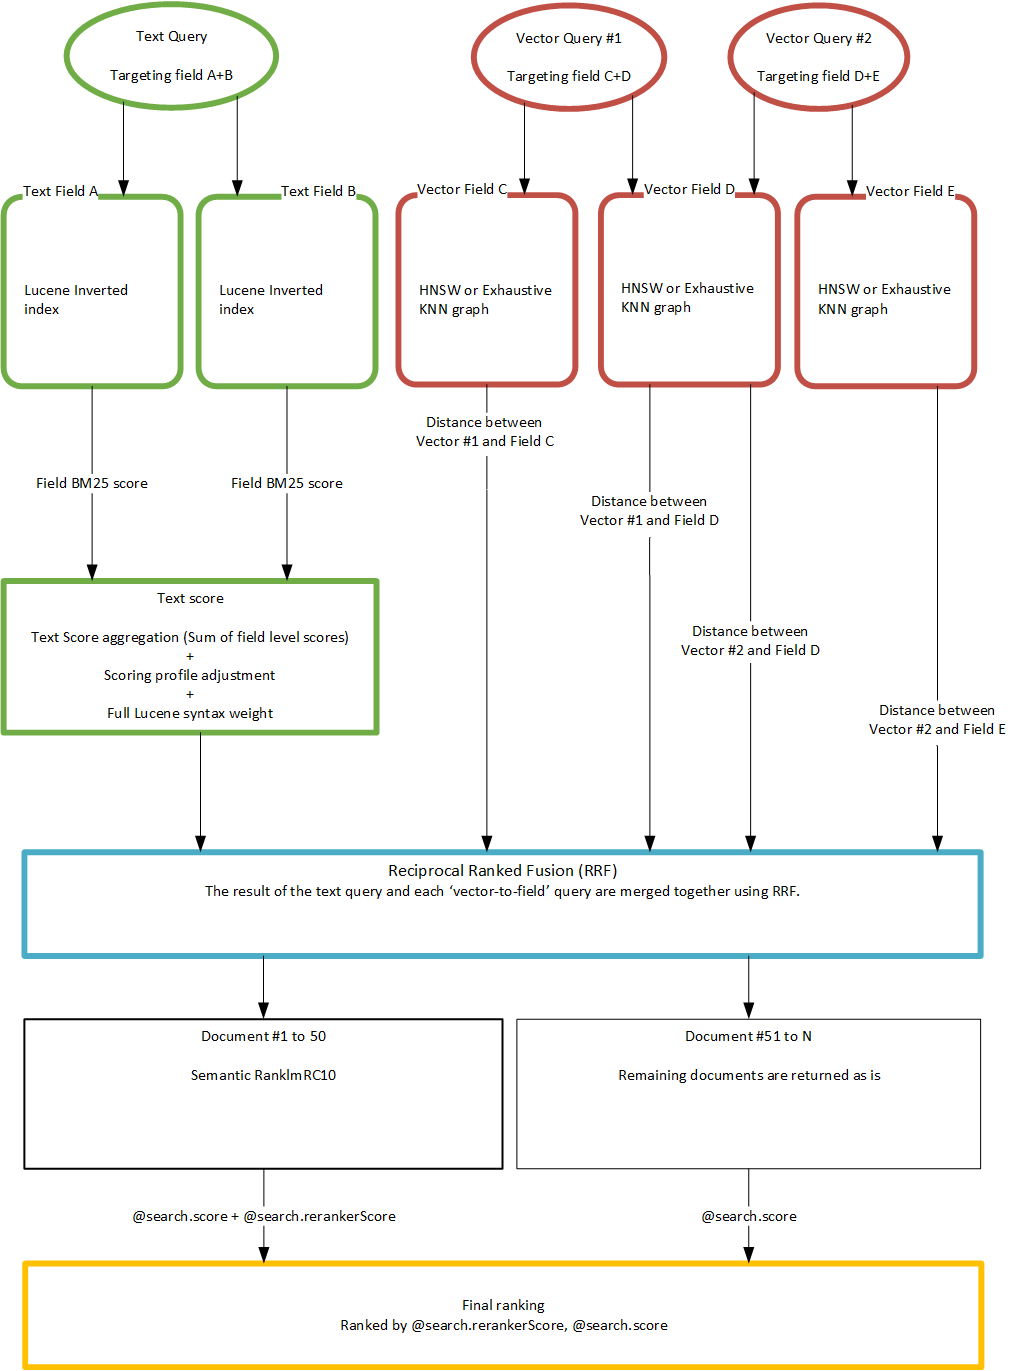 Text Query
Targeting field A+B
Vector Query #1
Targeting field C+D
Vector Query #2
Targeting field D+E
Text Field A
Text Field B
Vector Field C
Vector Field D
Vector Field E
Lucene Inverted
index
Lucene Inverted
index
HNSW or Exhaustive
KNN graph
HNSW or Exhaustive
KNN graph
HNSW or Exhaustive
KNN graph
Distance between
Vector #1 and Field C
Field BM25 score
Field BM25 score
Distance between
Vector #1 and Field D
Distance between
Vector #2 and Field D
Distance between
Vector #2 and Field E
Text score
Text Score aggregation (Sum of field level scores)
+
Scoring profile adjustment
+
Full Lucene syntax weight
Reciprocal Ranked Fusion (RRF)
The result of the text query and each ‘vector-to-field’ query are merged together using RRF.
Document #1 to 50
Semantic RanklmRC10
Document #51 to N
Remaining documents are returned as is
@search.score + @search.rerankerScore
@search.score
Final ranking
Ranked by @search.rerankerScore, @search.score